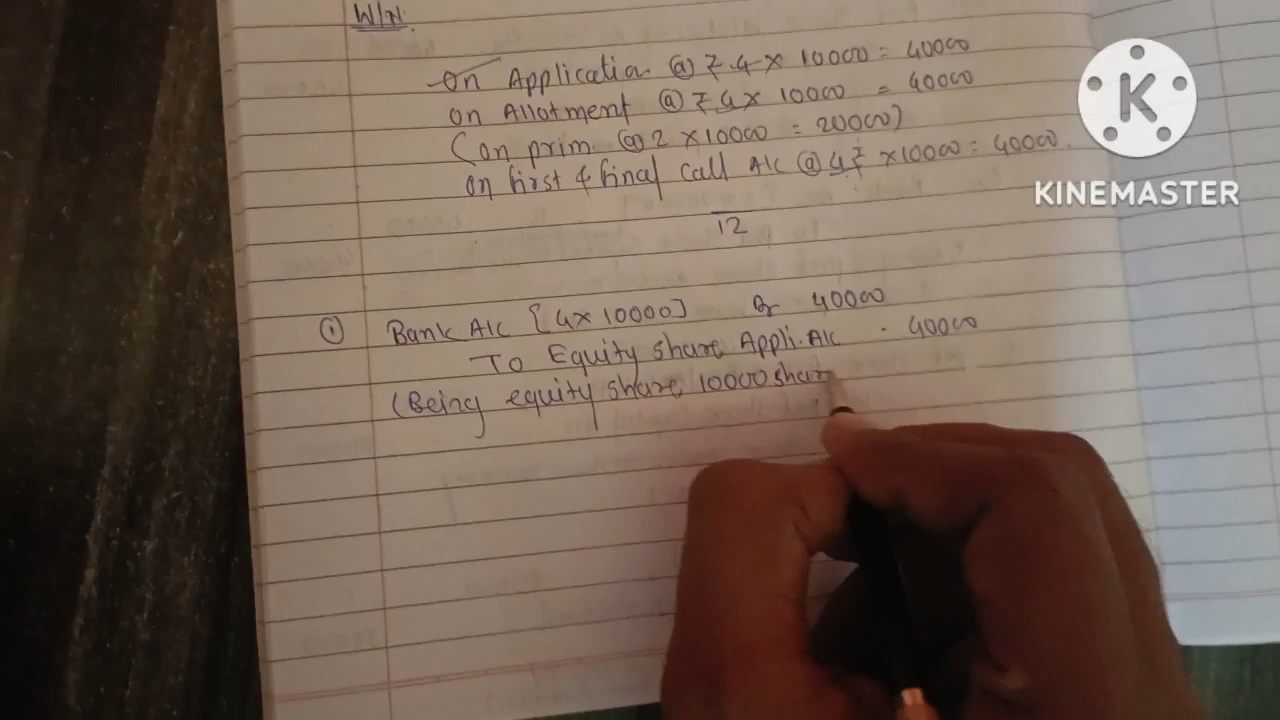 W/N.
On Application @ ₹ 4 × 10000 = 40000
on Allotment @ ₹ 4 × 10000 = 40000
(on prim. @ 2 × 10000 = 20000)
on first & final call A/c @ 4 ₹ × 10000 = 40000.
12
① Bank A/c [4 × 10000] Dr 40000
To Equity share Appli. A/c . 40000
(Being equity share 10000 shar
K
KINEMASTER